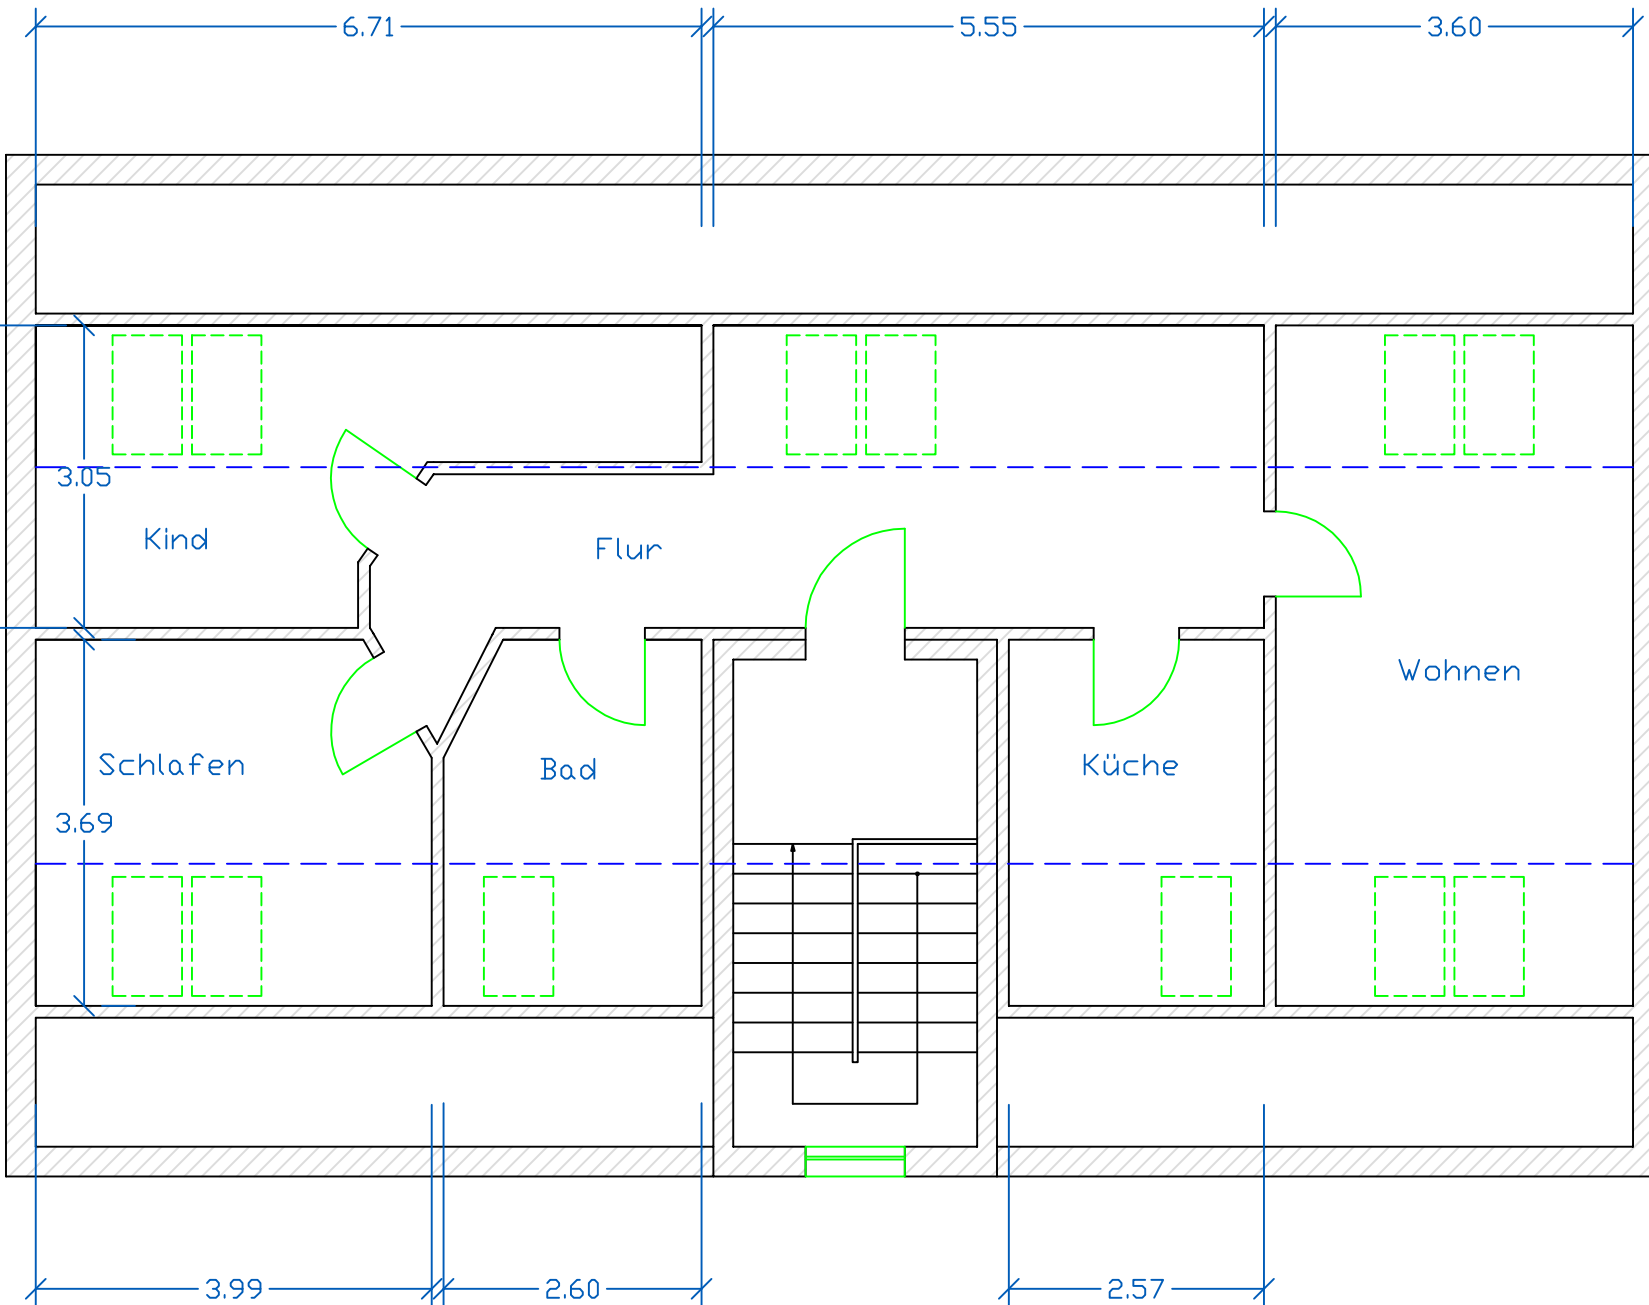 6.71
5.55
3.60
3.05
Kind
Flur
Wohnen
Schlafen
Bad
Küche
3.69
3.99
2.60
2.57